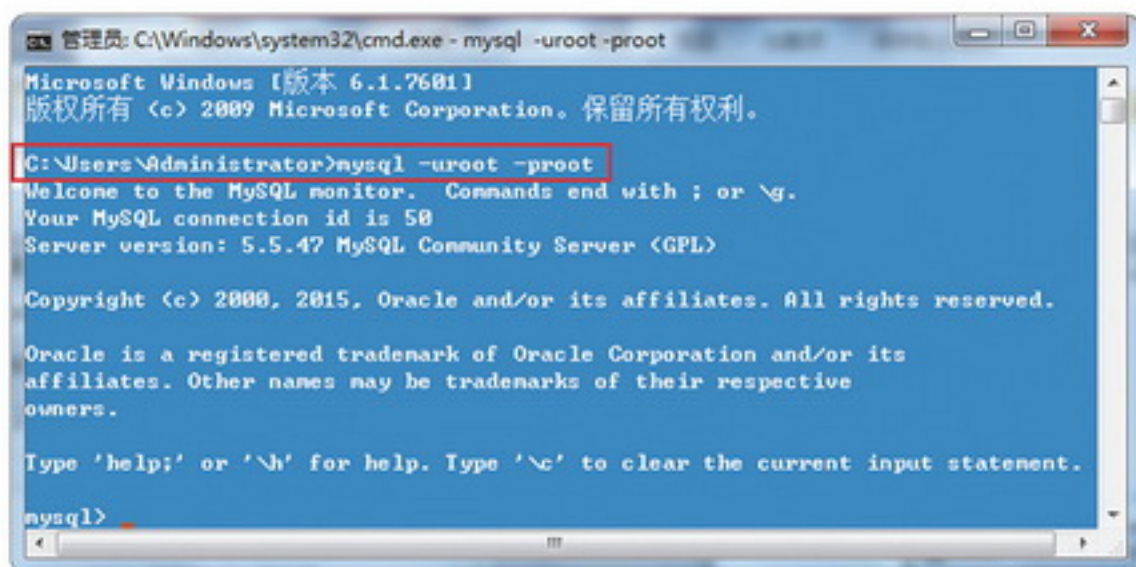 管理员: C:\Windows\system32\cmd.exe - mysql -uroot -proot
Microsoft Windows [版本 6.1.7601]
版权所有 (c) 2009 Microsoft Corporation。保留所有权利。
C:\Users\Administrator>mysql -uroot -proot
Welcome to the MySQL monitor.  Commands end with ; or \g.
Your MySQL connection id is 50
Server version: 5.5.47 MySQL Community Server (GPL)
Copyright (c) 2000, 2015, Oracle and/or its affiliates. All rights reserved.
Oracle is a registered trademark of Oracle Corporation and/or its
affiliates. Other names may be trademarks of their respective
owners.
Type 'help;' or '\h' for help. Type '\c' to clear the current input statement.
mysql>